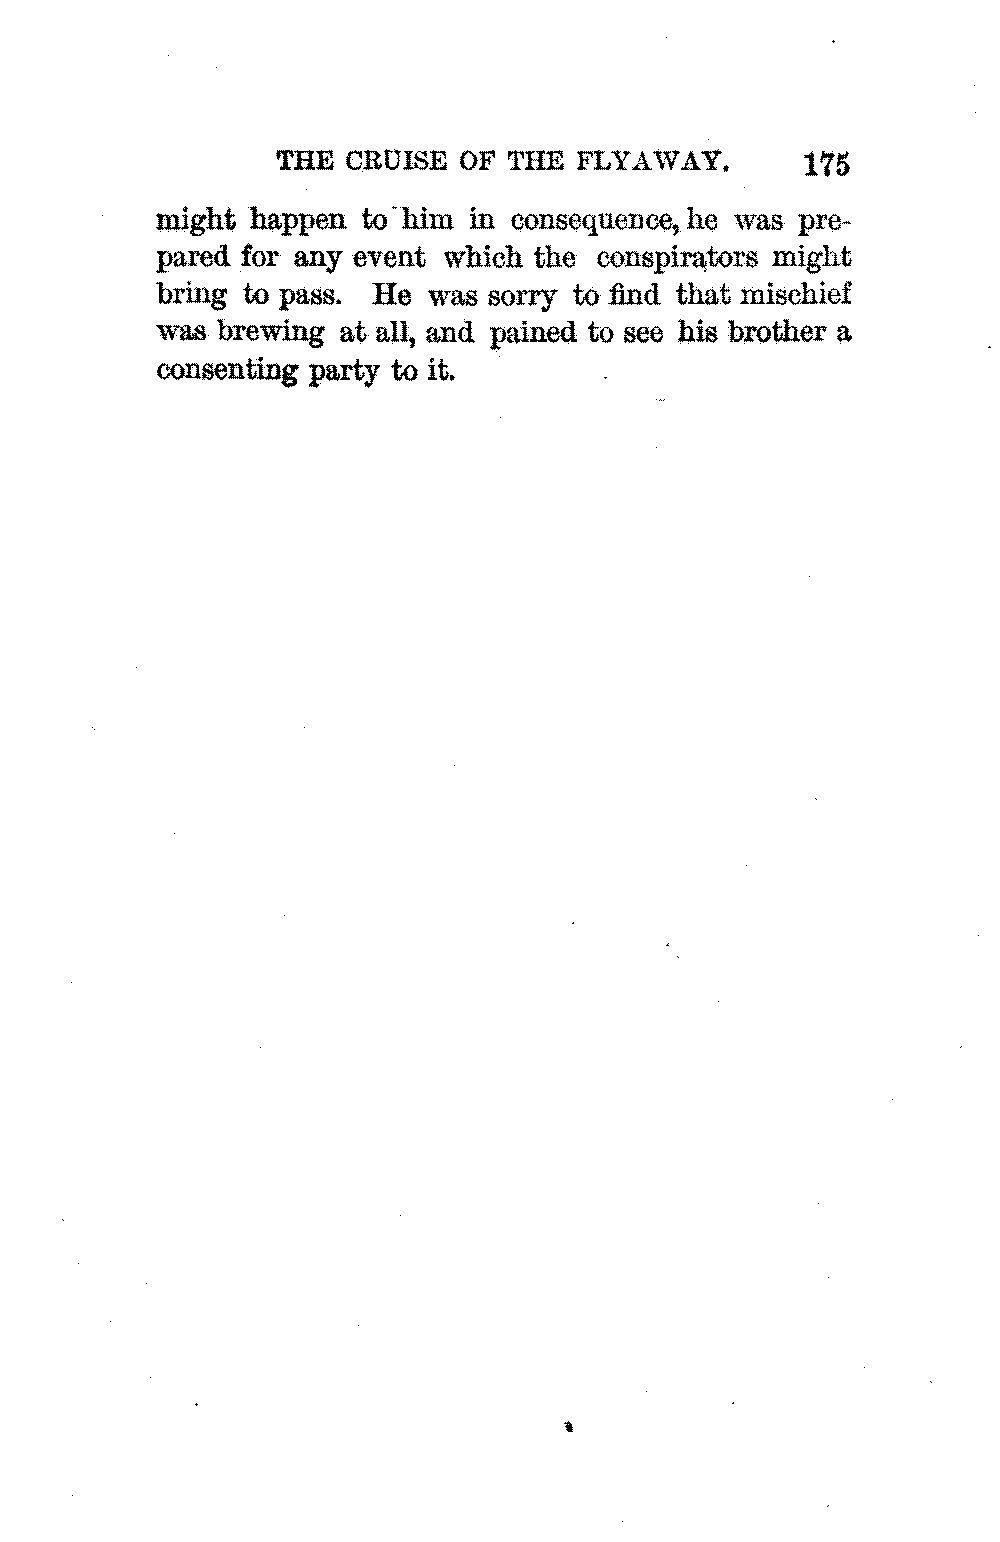 THE CRUISE OF THE FLYAWAY. 175
might happen to him in consequence, he was pre-
pared for any event which the conspirators might
bring to pass. He was sorry to find that mischief
was brewing at all, and pained to see his brother a
consenting party to it.